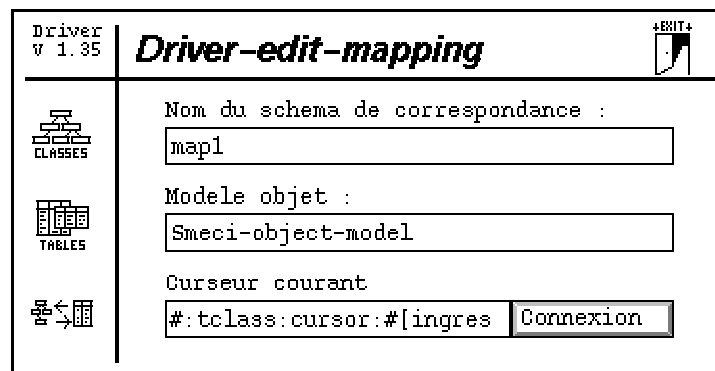 Driver
V 1.35
Driver-edit-mapping
+EXIT+
CLASSES
TABLES
Nom du schema de correspondance :
map1
Modele objet :
Smeci-object-model
Curseur courant
#:tclass:cursor:#[ingres
Connexion